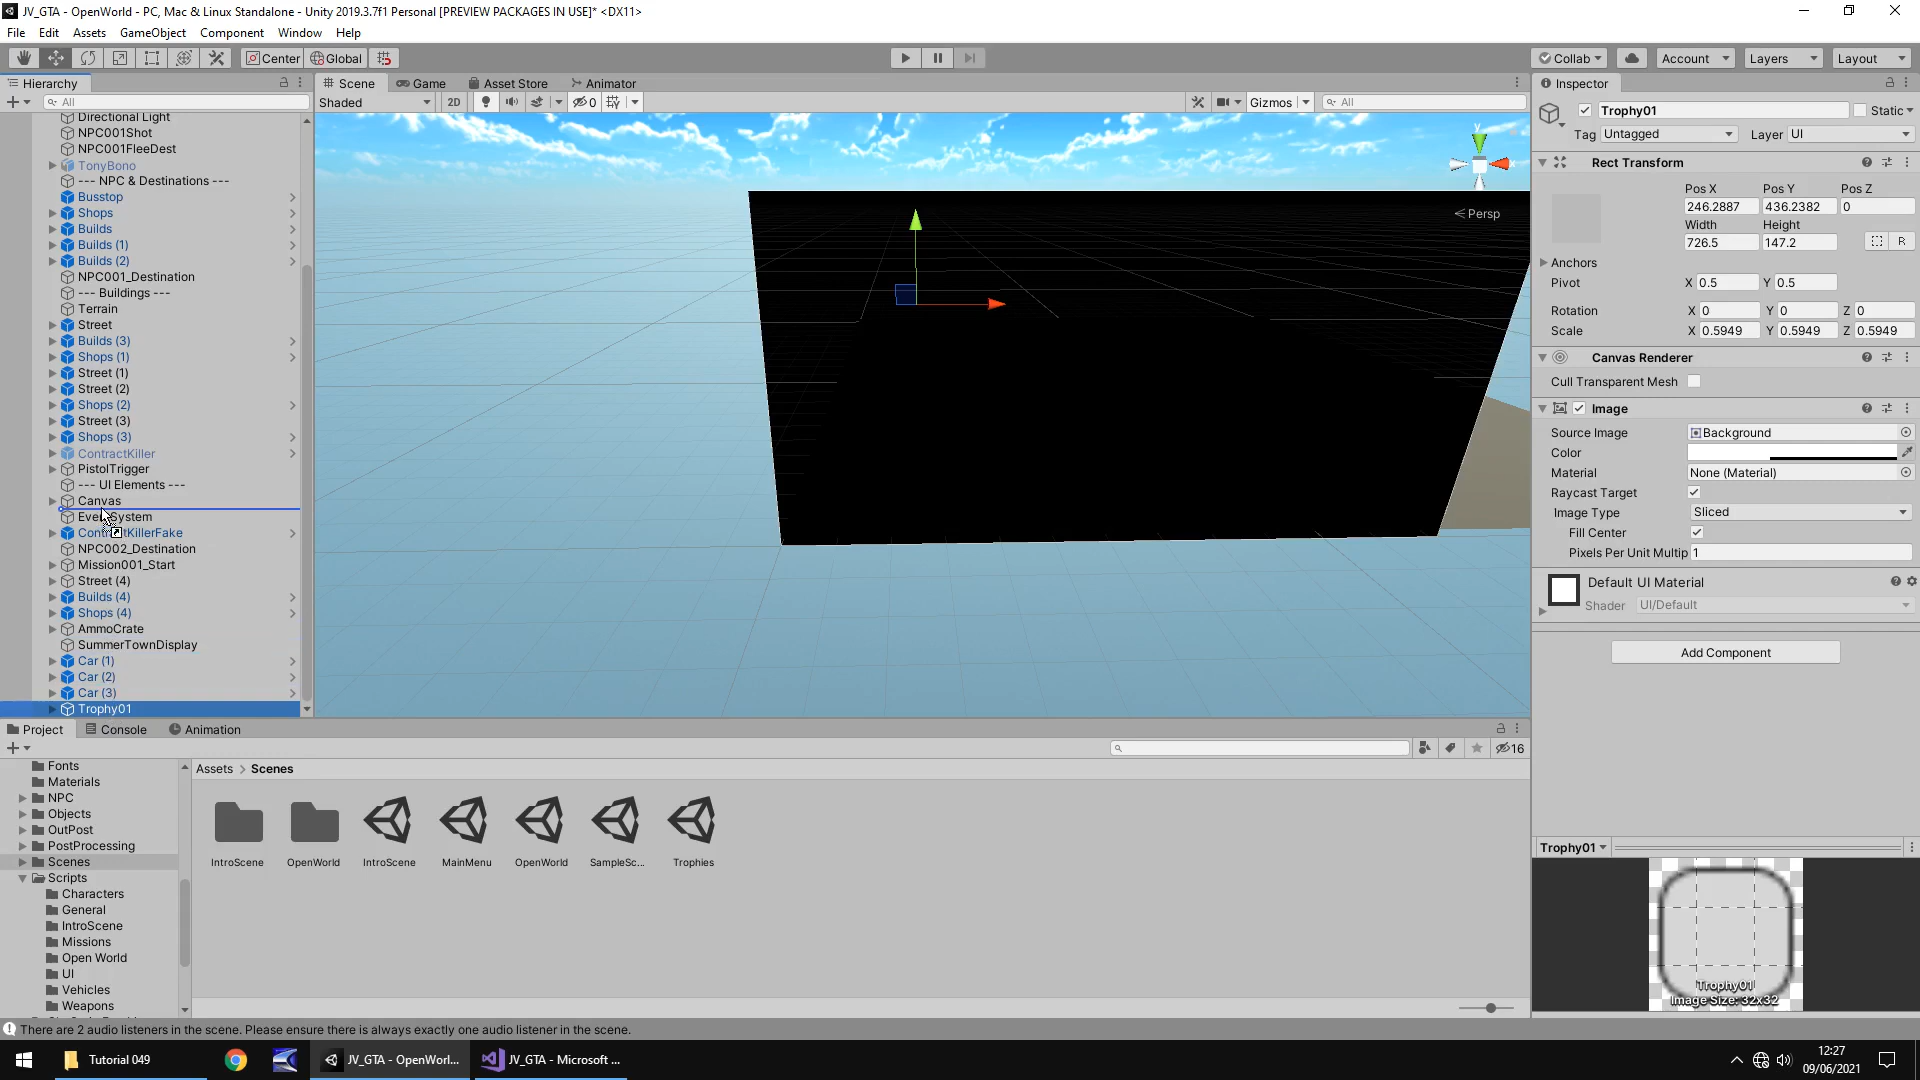 JV_GTA - OpenWorld - PC, Mac & Linux Standalone - Unity 2019.3.7f1 Personal [PREVIEW PACKAGES IN USE]* <DX11>
File Edit Assets GameObject Component Window Help
Center Global Collab Account Layers Layout
Hierarchy
All
Directional Light
NPC001Shot
NPC001FleeDest
TonyBono
--- NPC & Destinations ---
Busstop
Shops
Builds
Builds (1)
Builds (2)
NPC001_Destination
--- Buildings ---
Terrain
Street
Builds (3)
Shops (1)
Street (1)
Street (2)
Shops (2)
Street (3)
Shops (3)
ContractKiller
PistolTrigger
--- UI Elements ---
Canvas
EventSystem
ContractKillerFake
NPC002_Destination
Mission001_Start
Street (4)
Builds (4)
Shops (4)
AmmoCrate
SummerTownDisplay
Car (1)
Car (2)
Car (3)
Trophy01
Scene Game Asset Store Animator
Shaded 2D 0 Gizmos All
Persp
Inspector
Trophy01 Static
Tag Untagged Layer UI
Rect Transform
Pos X Pos Y Pos Z
246.2887 436.2382 0
Width Height
726.5 147.2 R
Anchors
Pivot X 0.5 Y 0.5
Rotation X 0 Y 0 Z 0
Scale X 0.5949 Y 0.5949 Z 0.5949
Canvas Renderer
Cull Transparent Mesh
Image
Source Image Background
Color
Material None (Material)
Raycast Target
Image Type Sliced
Fill Center
Pixels Per Unit Multip 1
Default UI Material
Shader UI/Default
Add Component
Trophy01
Trophy01
Image Size: 32x32
Project Console Animation
16
Fonts
Materials
NPC
Objects
OutPost
PostProcessing
Scenes
Scripts
Characters
General
IntroScene
Missions
Open World
UI
Vehicles
Weapons
Assets > Scenes
IntroScene OpenWorld IntroScene MainMenu OpenWorld SampleSc... Trophies
There are 2 audio listeners in the scene. Please ensure there is always exactly one audio listener in the scene.
Tutorial 049 JV_GTA - OpenWorl... JV_GTA - Microsoft ...
12:27
09/06/2021